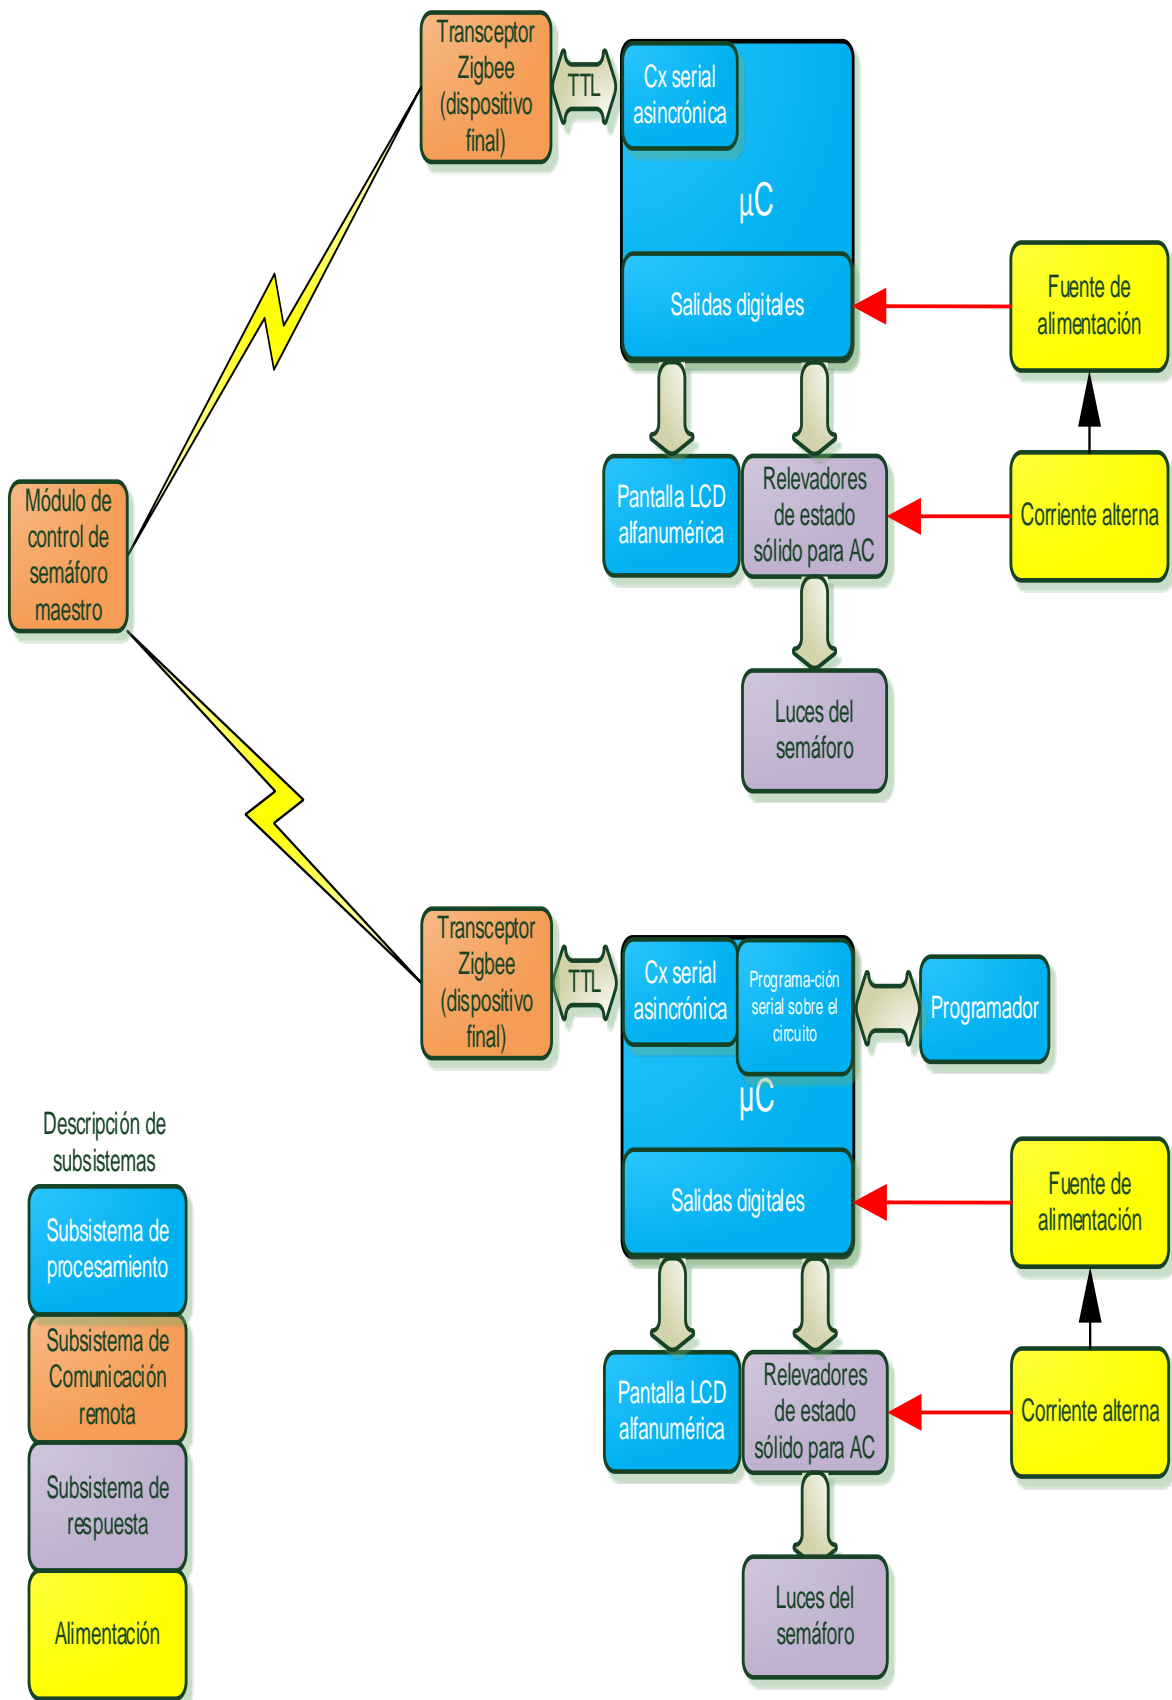 Transceptor
Zigbee
(dispositivo
final)
TTL
Cx serial
asincrónica
µC
Salidas digitales
Fuente de
alimentación
Pantalla LCD
alfanumérica
Relevadores
de estado
sólido para AC
Corriente alterna
Módulo de
control de
semáforo
maestro
Luces del
semáforo
Transceptor
Zigbee
(dispositivo
final)
TTL
Cx serial
asincrónica
Programa-ción
serial sobre el
circuito
Programador
µC
Salidas digitales
Fuente de
alimentación
Pantalla LCD
alfanumérica
Relevadores
de estado
sólido para AC
Corriente alterna
Luces del
semáforo
Descripción de
subsistemas
Subsistema de
procesamiento
Subsistema de
Comunicación
remota
Subsistema de
respuesta
Alimentación